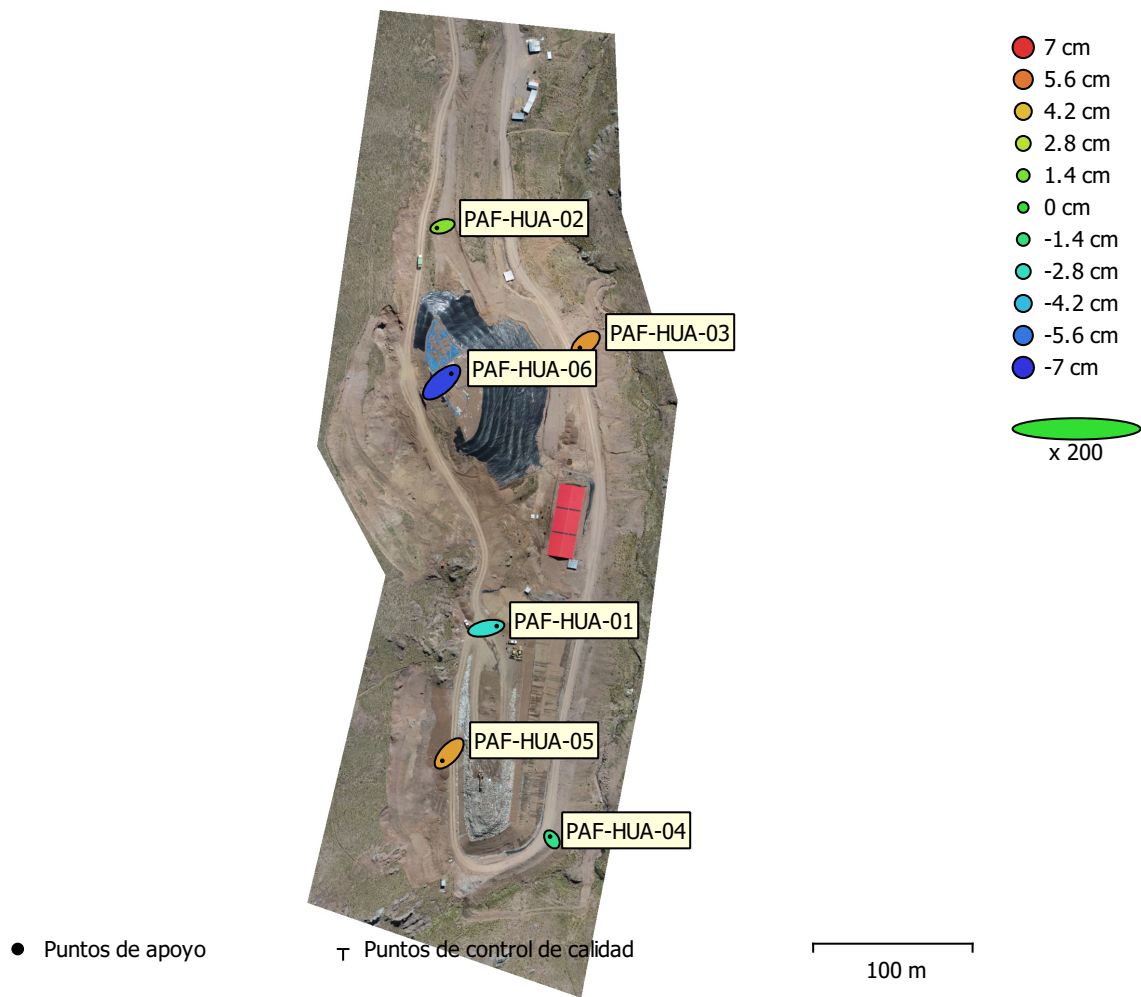 7 cm
5.6 cm
4.2 cm
2.8 cm
1.4 cm
0 cm
-1.4 cm
-2.8 cm
-4.2 cm
-5.6 cm
-7 cm
x 200
PAF-HUA-02
PAF-HUA-03
PAF-HUA-06
PAF-HUA-01
PAF-HUA-05
PAF-HUA-04
Puntos de apoyo
Puntos de control de calidad
100 m